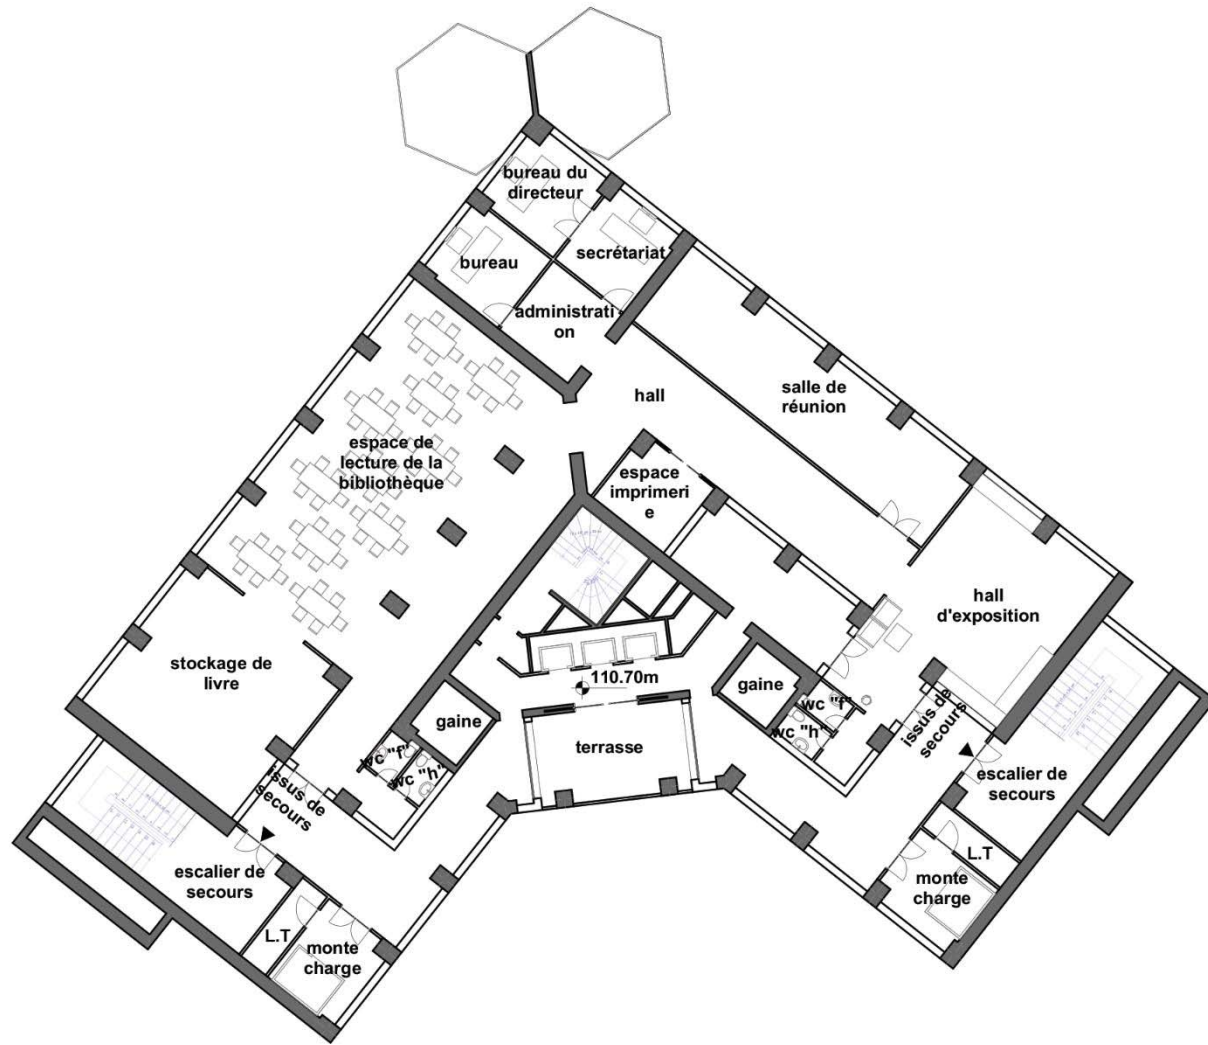 bureau du
directeur
secrétariat
bureau
administrati
on
hall
salle de
réunion
espace de
lecture de la
bibliothèque
espace
imprimeri
e
hall
d'exposition
stockage de
livre
110.70m
gaine
gaine
wc "f"
wc "h"
wc "f"
wc "h"
terrasse
issus de
secours
issus de
secours
escalier de
secours
escalier de
secours
L.T
monte
charge
L.T
monte
charge